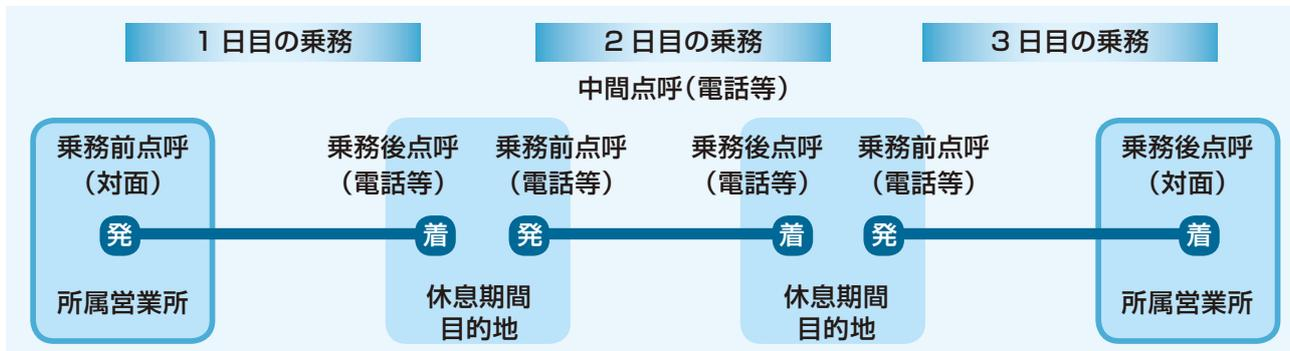 1日目の乗務
2日目の乗務
3日目の乗務
中間点呼（電話等）
乗務前点呼
（対面）
乗務後点呼
（電話等）
乗務前点呼
（電話等）
乗務後点呼
（電話等）
乗務前点呼
（電話等）
乗務後点呼
（対面）
発
着
発
着
発
着
所属営業所
休息期間
目的地
休息期間
目的地
所属営業所